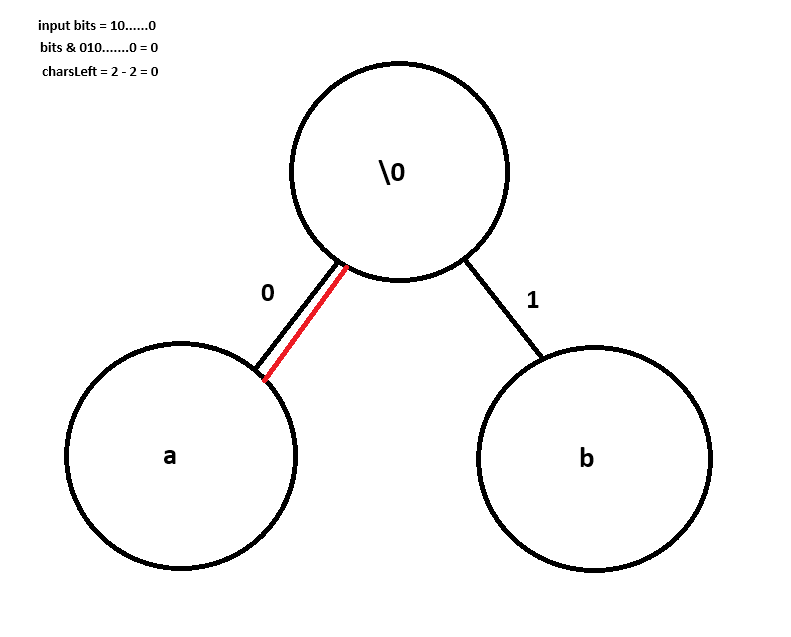 input bits = 10......0
bits & 010.......0 = 0
charsLeft = 2 - 2 = 0
\0
0
1
a
b